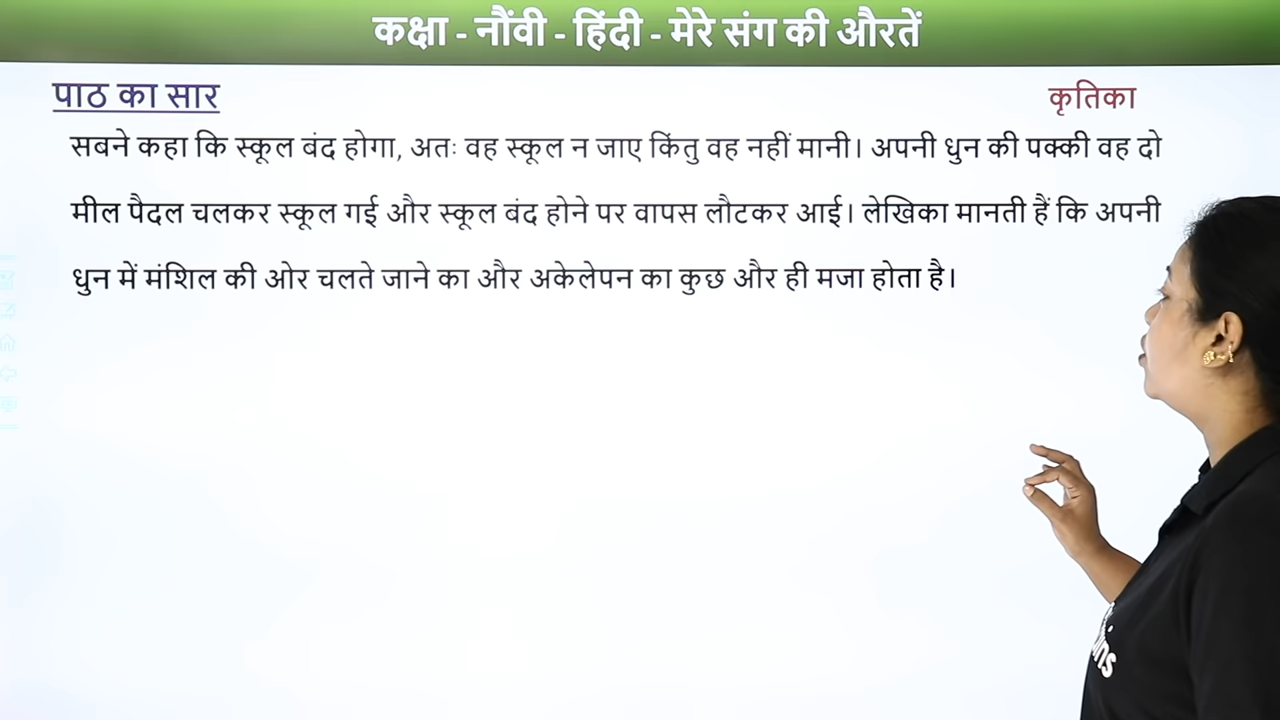 कक्षा - नौंवी - हिंदी - मेरे संग की औरतें
पाठ का सार
कृतिका
सबने कहा कि स्कूल बंद होगा, अतः वह स्कूल न जाए किंतु वह नहीं मानी। अपनी धुन की पक्की वह दो
मील पैदल चलकर स्कूल गई और स्कूल बंद होने पर वापस लौटकर आई। लेखिका मानती हैं कि अपनी
धुन में मंशिल की ओर चलते जाने का और अकेलेपन का कुछ और ही मजा होता है।